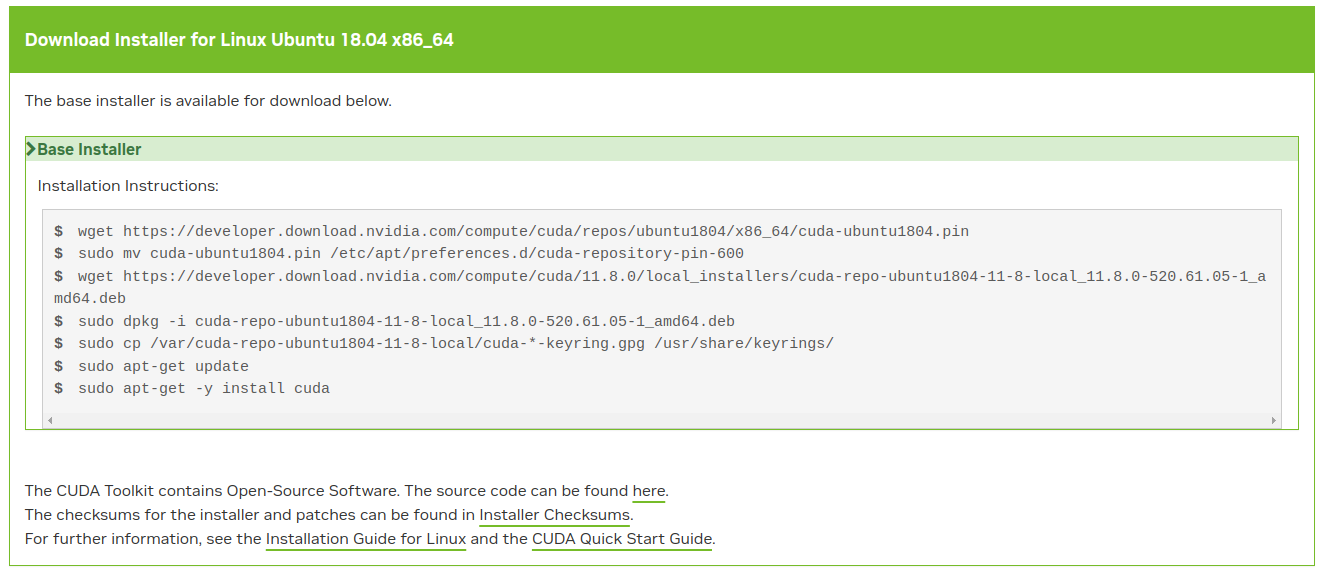 Download Installer for Linux Ubuntu 18.04 x86_64
The base installer is available for download below.
Base Installer
Installation Instructions:
$ wget https://developer.download.nvidia.com/compute/cuda/repos/ubuntu1804/x86_64/cuda-ubuntu1804.pin
$ sudo mv cuda-ubuntu1804.pin /etc/apt/preferences.d/cuda-repository-pin-600
$ wget https://developer.download.nvidia.com/compute/cuda/11.8.0/local_installers/cuda-repo-ubuntu1804-11-8-local_11.8.0-520.61.05-1_a
md64.deb
$ sudo dpkg -i cuda-repo-ubuntu1804-11-8-local_11.8.0-520.61.05-1_amd64.deb
$ sudo cp /var/cuda-repo-ubuntu1804-11-8-local/cuda-*-keyring.gpg /usr/share/keyrings/
$ sudo apt-get update
$ sudo apt-get -y install cuda
The CUDA Toolkit contains Open-Source Software. The source code can be found here.
The checksums for the installer and patches can be found in Installer Checksums.
For further information, see the Installation Guide for Linux and the CUDA Quick Start Guide.